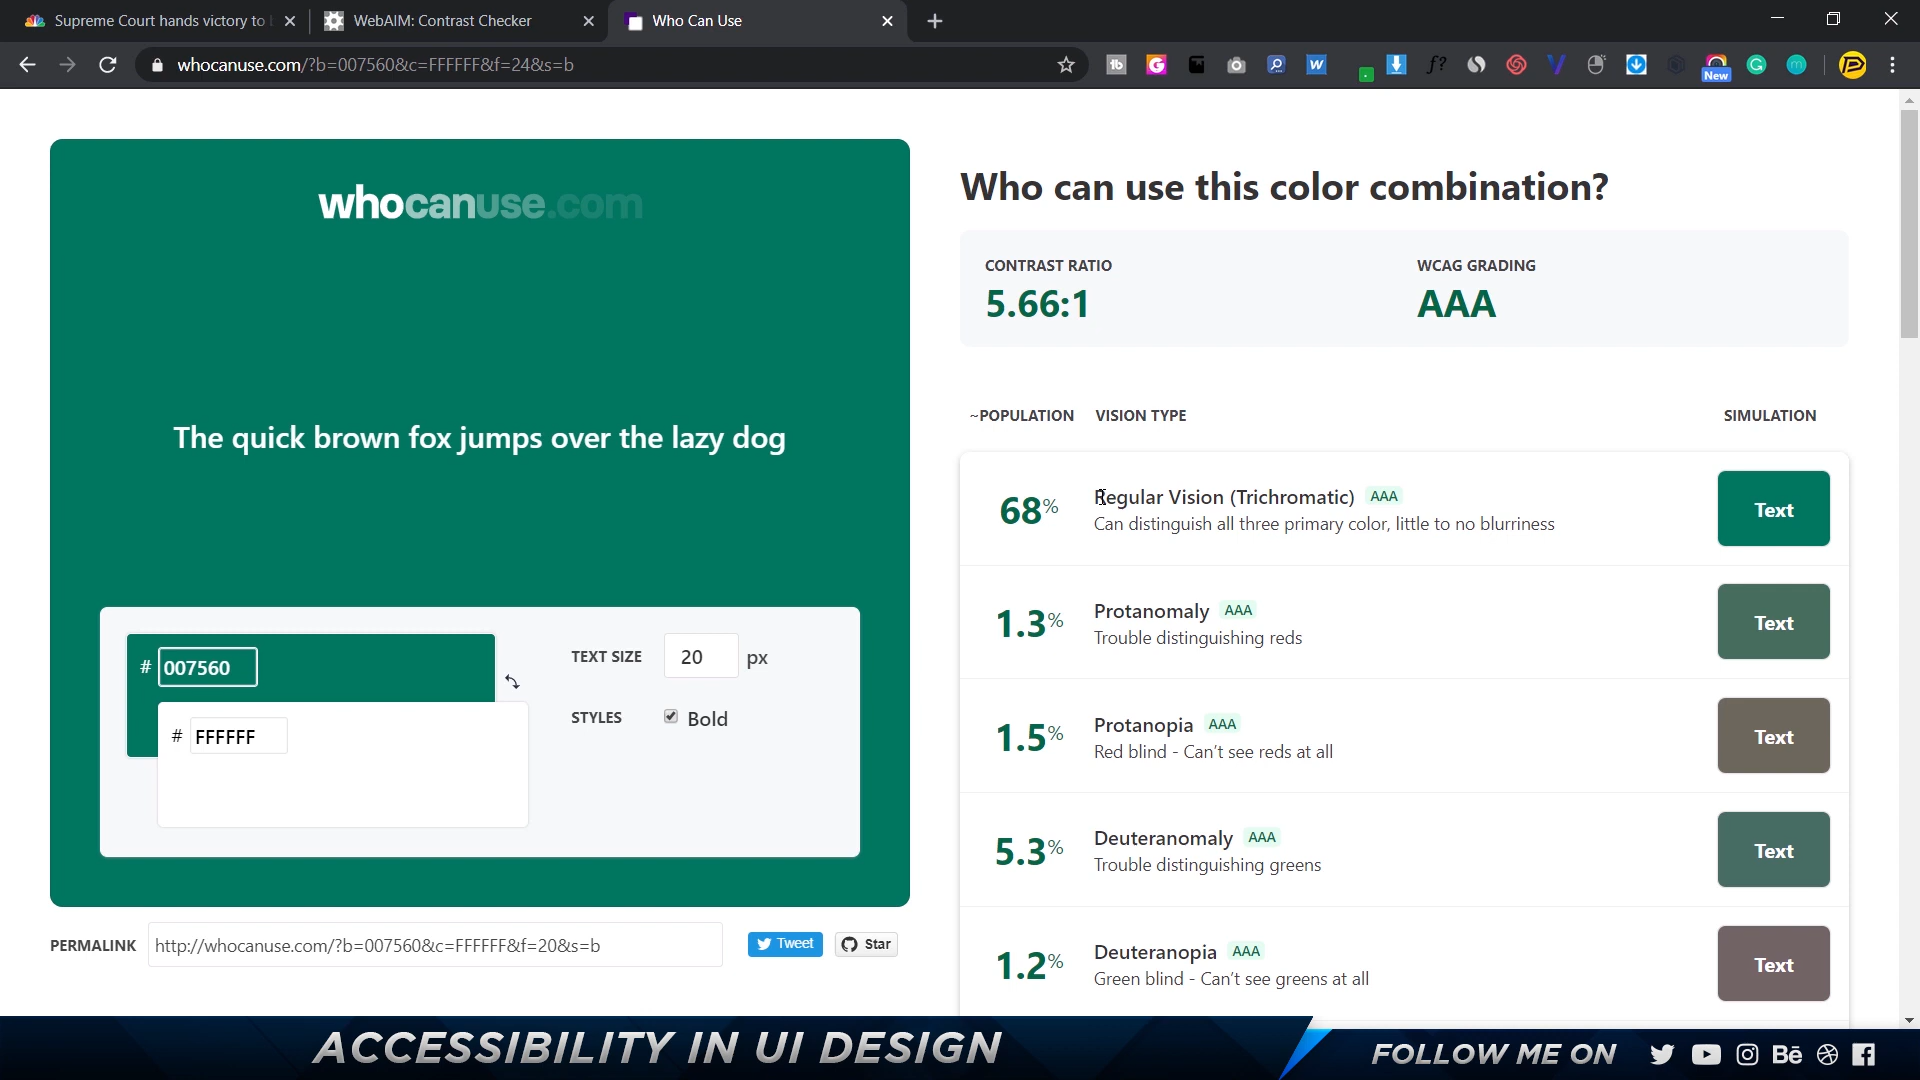 Supreme Court hands victory to
WebAIM: Contrast Checker
Who Can Use
whocanuse.com/?b=007560&c=FFFFFF&f=24&s=b
New
whocanuse.com
The quick brown fox jumps over the lazy dog
# 007560
# FFFFFF
TEXT SIZE 20 px
STYLES Bold
PERMALINK http://whocanuse.com/?b=007560&c=FFFFFF&f=20&s=b Tweet Star
Who can use this color combination?
CONTRAST RATIO
5.66:1
WCAG GRADING
AAA
~POPULATION VISION TYPE SIMULATION
68% Regular Vision (Trichromatic) AAA
Can distinguish all three primary color, little to no blurriness
Text
1.3% Protanomaly AAA
Trouble distinguishing reds
Text
1.5% Protanopia AAA
Red blind - Can't see reds at all
Text
5.3% Deuteranomaly AAA
Trouble distinguishing greens
Text
1.2% Deuteranopia AAA
Green blind - Can't see greens at all
Text
ACCESSIBILITY IN UI DESIGN
FOLLOW ME ON